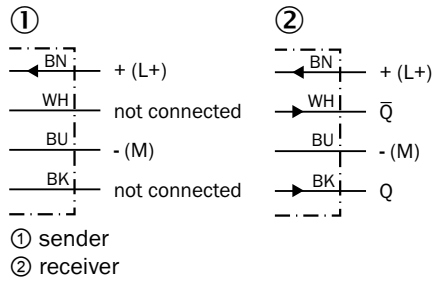 ① ②
BN + (L+) BN + (L+)
WH not connected WH Q̅
BU - (M) BU - (M)
BK not connected BK Q
① sender
② receiver